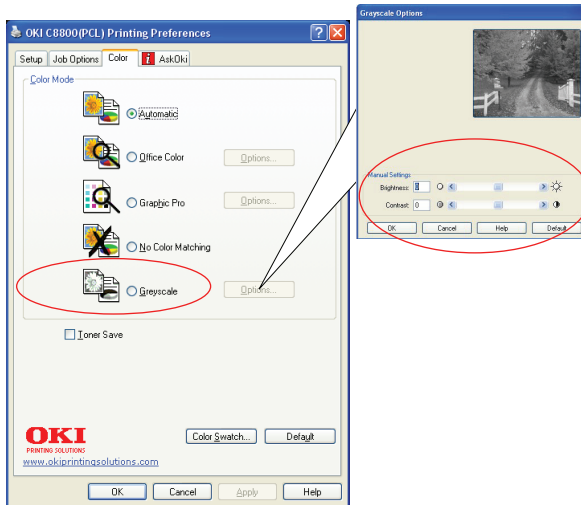 OKI C8800(PCL) Printing Preferences
Setup Job Options Color AskOki
Color Mode
Automatic
Office Color Options...
Graphic Pro Options...
No Color Matching
Greyscale Options...
Toner Save
OKI
PRINTING SOLUTIONS
www.okiprintingsolutions.com
Color Swatch... Default
OK Cancel Apply Help
Grayscale Options
Manual Settings
Brightness: 0
Contrast: 0
OK Cancel Help Default